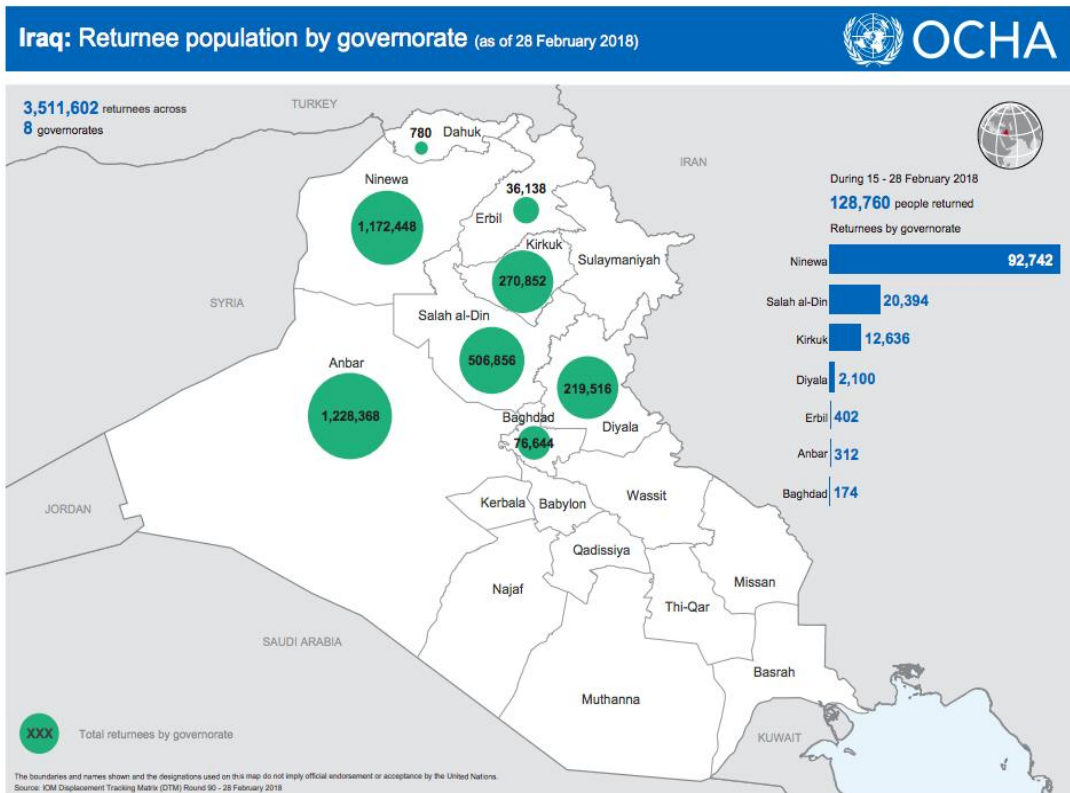 Iraq: Returnee population by governorate (as of 28 February 2018)
OCHA
3,511,602 returnees across
8 governorates
TURKEY
IRAN
SYRIA
JORDAN
SAUDI ARABIA
KUWAIT
780
Dahuk
Ninewa
1,172,448
36,138
Erbil
Kirkuk
270,852
Sulaymaniyah
Salah al-Din
506,856
Anbar
1,228,368
219,516
Diyala
Baghdad
76,644
Kerbala
Babylon
Wassit
Qadissiya
Najaf
Missan
Thi-Qar
Basrah
Muthanna
During 15 - 28 February 2018
128,760 people returned
Returnees by governorate
Ninewa 92,742
Salah al-Din 20,394
Kirkuk 12,636
Diyala 2,100
Erbil 402
Anbar 312
Baghdad 174
XXX Total returnees by governorate
The boundaries and names shown and the designations used on this map do not imply official endorsement or acceptance by the United Nations.
Source: IOM Displacement Tracking Matrix (DTM) Round 90 - 28 February 2018